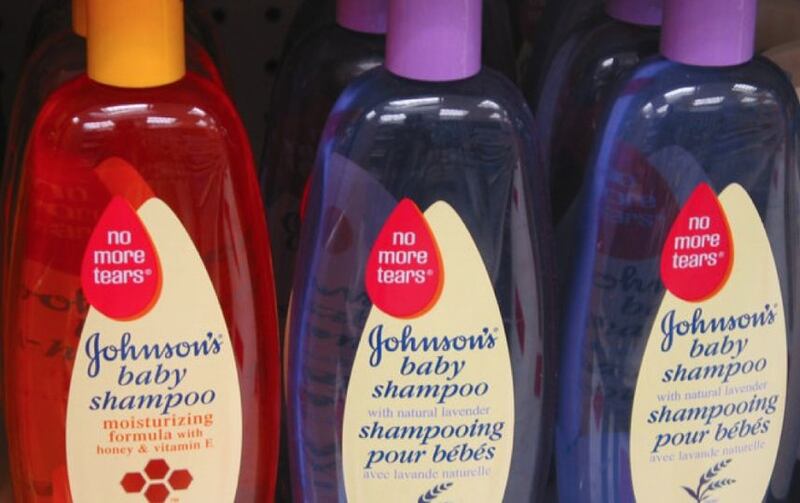 no
more
tears®
Johnson's®
baby
shampoo
moisturizing
formula with
honey & vitamin E
™
no
more
tears®
Johnson's®
baby
shampoo
with natural lavender
shampooing
pour bébés
avec lavande naturelle
no
more
tears®
Johnson's®
baby
shampoo
with natural lavender
shampooing
pour bébés
avec lavande naturelle